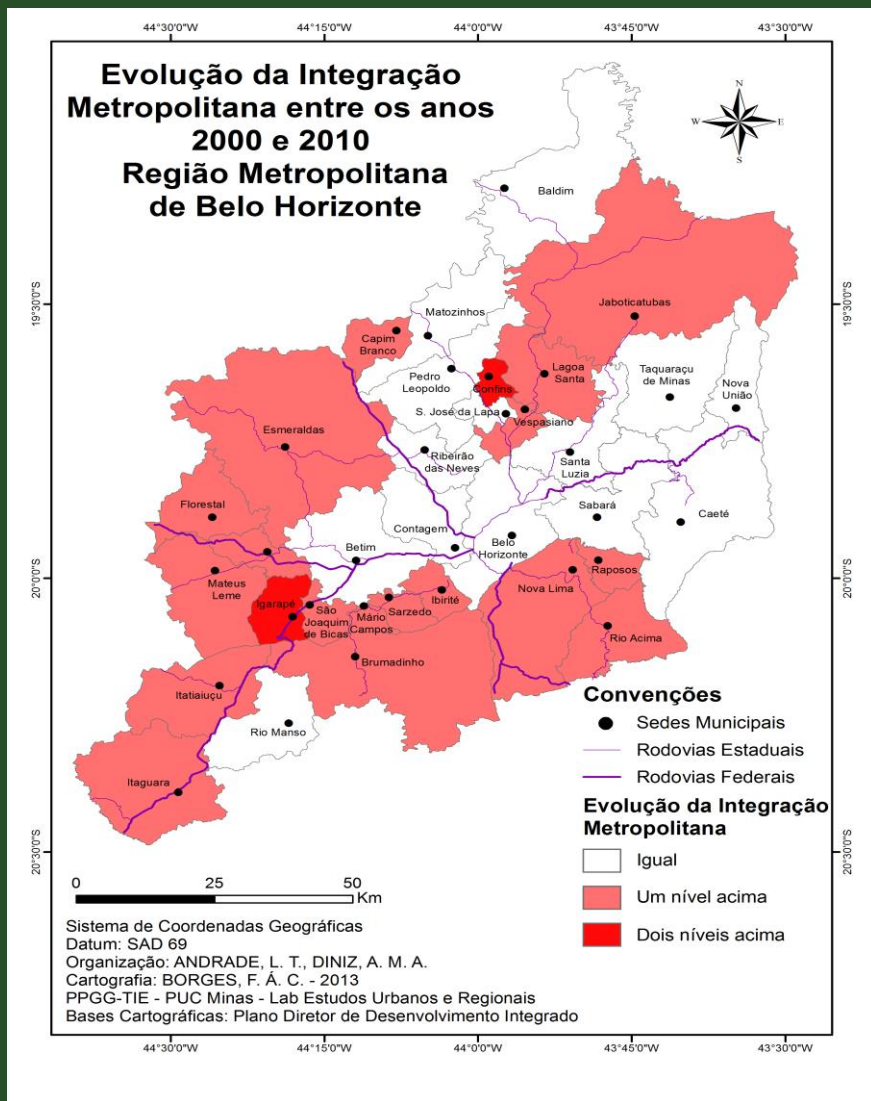 44°30'0"W 44°15'0"W 44°0'0"W 43°45'0"W 43°30'0"W
Evolução da Integração
Metropolitana entre os anos
2000 e 2010
Região Metropolitana
de Belo Horizonte
N
W E
S
Baldim
19°30'0"S
19°30'0"S
Jaboticatubas
Matozinhos
Capim
Branco
Pedro
Leopoldo
Confins
Lagoa
Santa
Taquaraçu
de Minas
Nova
União
S. José da Lapa
Vespasiano
Esmeraldas
Ribeirão
das Neves
Santa
Luzia
Florestal
Sabará
Caeté
Contagem
Betim
Belo
Horizonte
20°0'0"S
20°0'0"S
Mateus
Leme
Igarapé
São
Joaquim
de Bicas
Mário
Campos
Sarzedo
Ibirité
Nova Lima
Raposos
Rio Acima
Brumadinho
Itatiaiuçu
Rio Manso
Itaguara
20°30'0"S
20°30'0"S
Convenções
Sedes Municipais
Rodovias Estaduais
Rodovias Federais
Evolução da Integração
Metropolitana
Igual
Um nível acima
Dois níveis acima
0 25 50
Km
Sistema de Coordenadas Geográficas
Datum: SAD 69
Organização: ANDRADE, L. T., DINIZ, A. M. A.
Cartografia: BORGES, F. Á. C. - 2013
PPGG-TIE - PUC Minas - Lab Estudos Urbanos e Regionais
Bases Cartográficas: Plano Diretor de Desenvolvimento Integrado
44°30'0"W 44°15'0"W 44°0'0"W 43°45'0"W 43°30'0"W